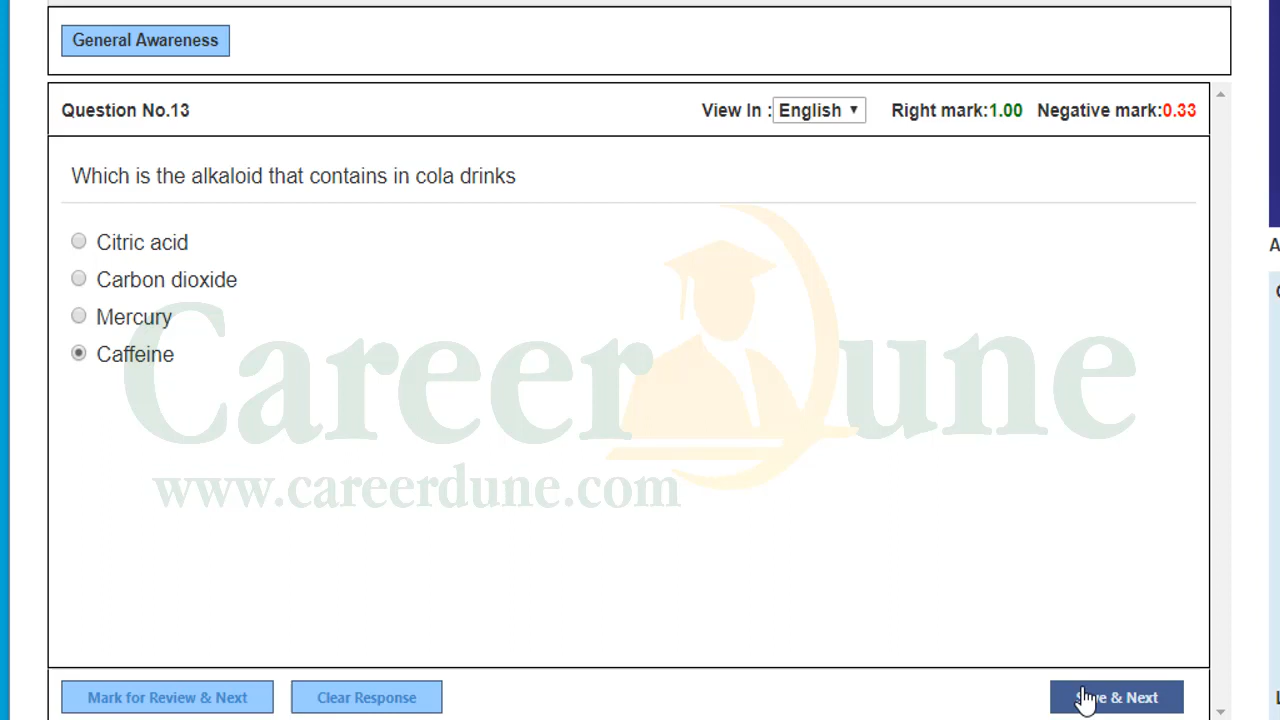 General Awareness
Question No.13 View In : English ▼ Right mark:1.00 Negative mark:0.33
Which is the alkaloid that contains in cola drinks
Citric acid
Carbon dioxide
Mercury
Caffeine
Career une
www.careerdune.com
Mark for Review & Next Clear Response & Next